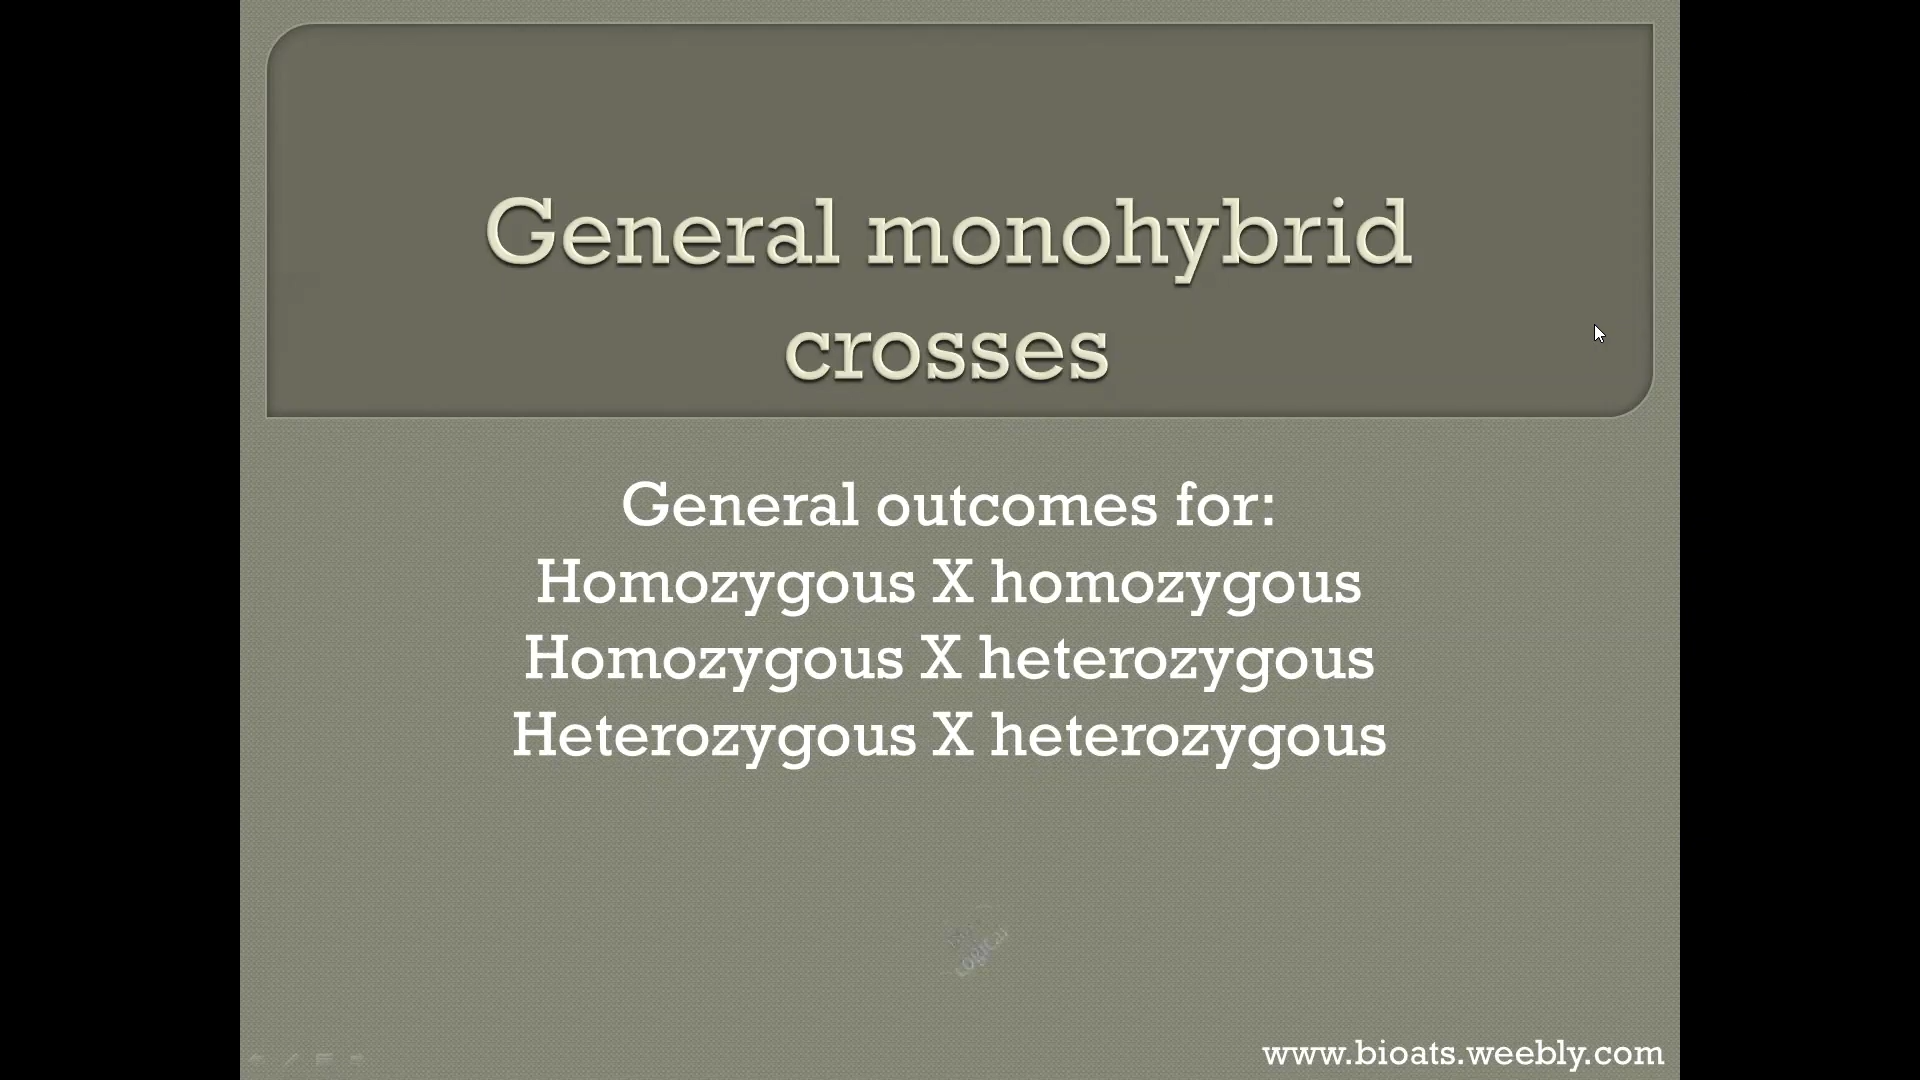 General monohybrid
crosses
General outcomes for:
Homozygous X homozygous
Homozygous X heterozygous
Heterozygous X heterozygous
www.bioats.weebly.com